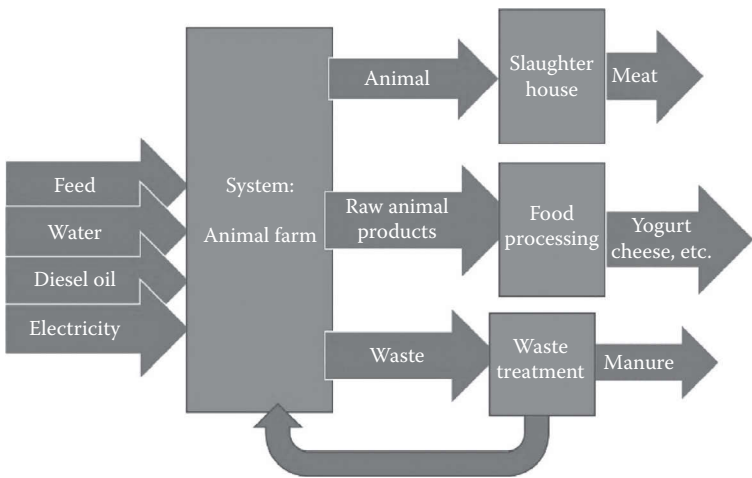 Feed
Water
Diesel oil
Electricity
System:
Animal farm
Animal
Slaughter
house
Meat
Raw animal
products
Food
processing
Yogurt
cheese, etc.
Waste
Waste
treatment
Manure